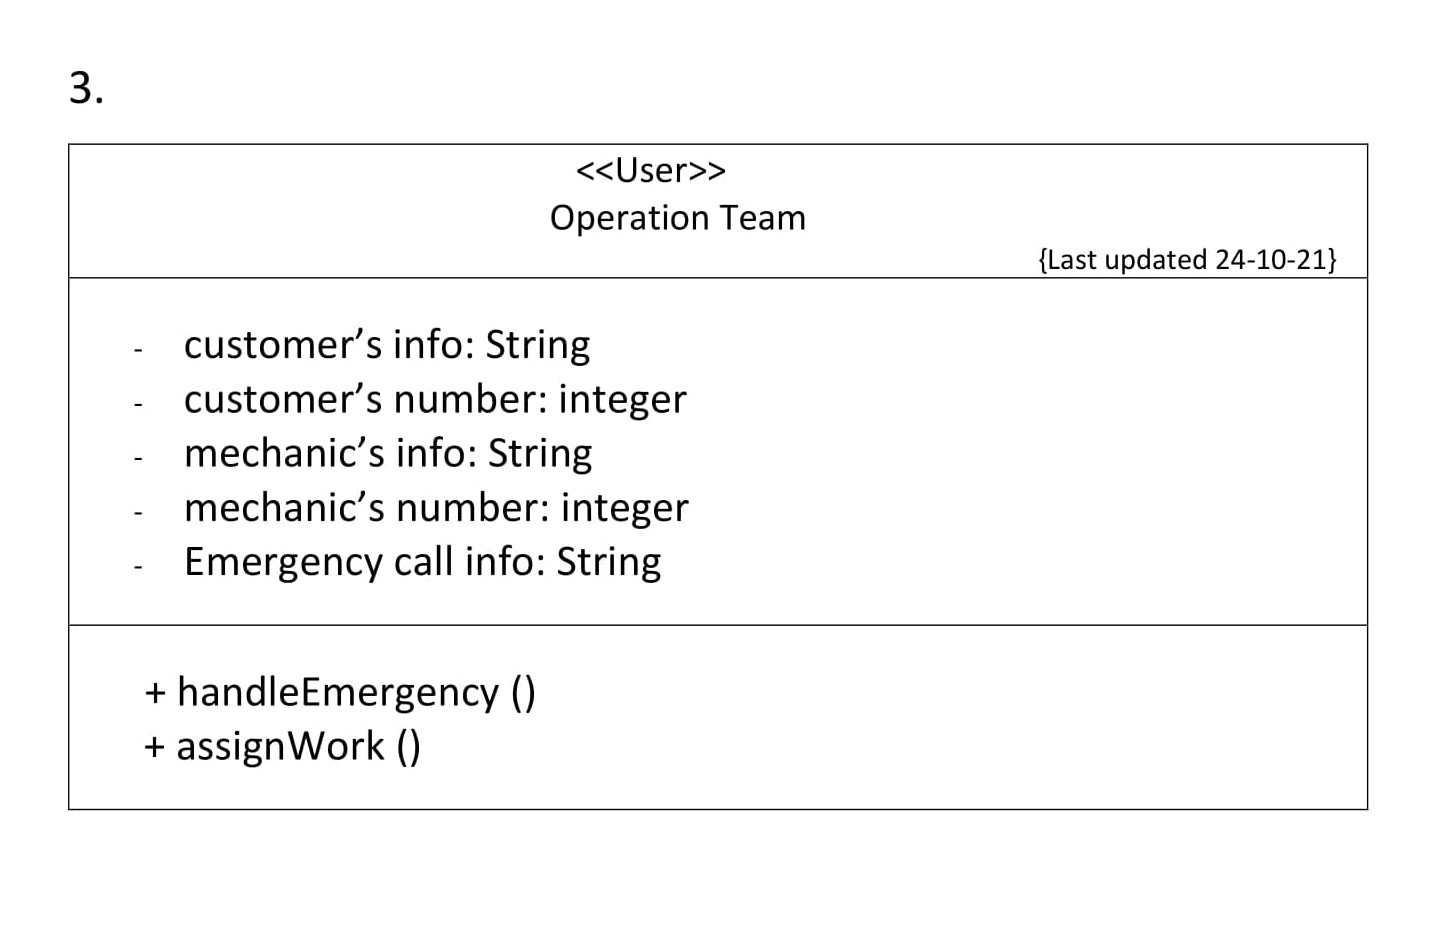 3.
<<User>>
Operation Team
{Last updated 24-10-21}
- customer’s info: String
- customer’s number: integer
- mechanic’s info: String
- mechanic’s number: integer
- Emergency call info: String
+ handleEmergency ()
+ assignWork ()